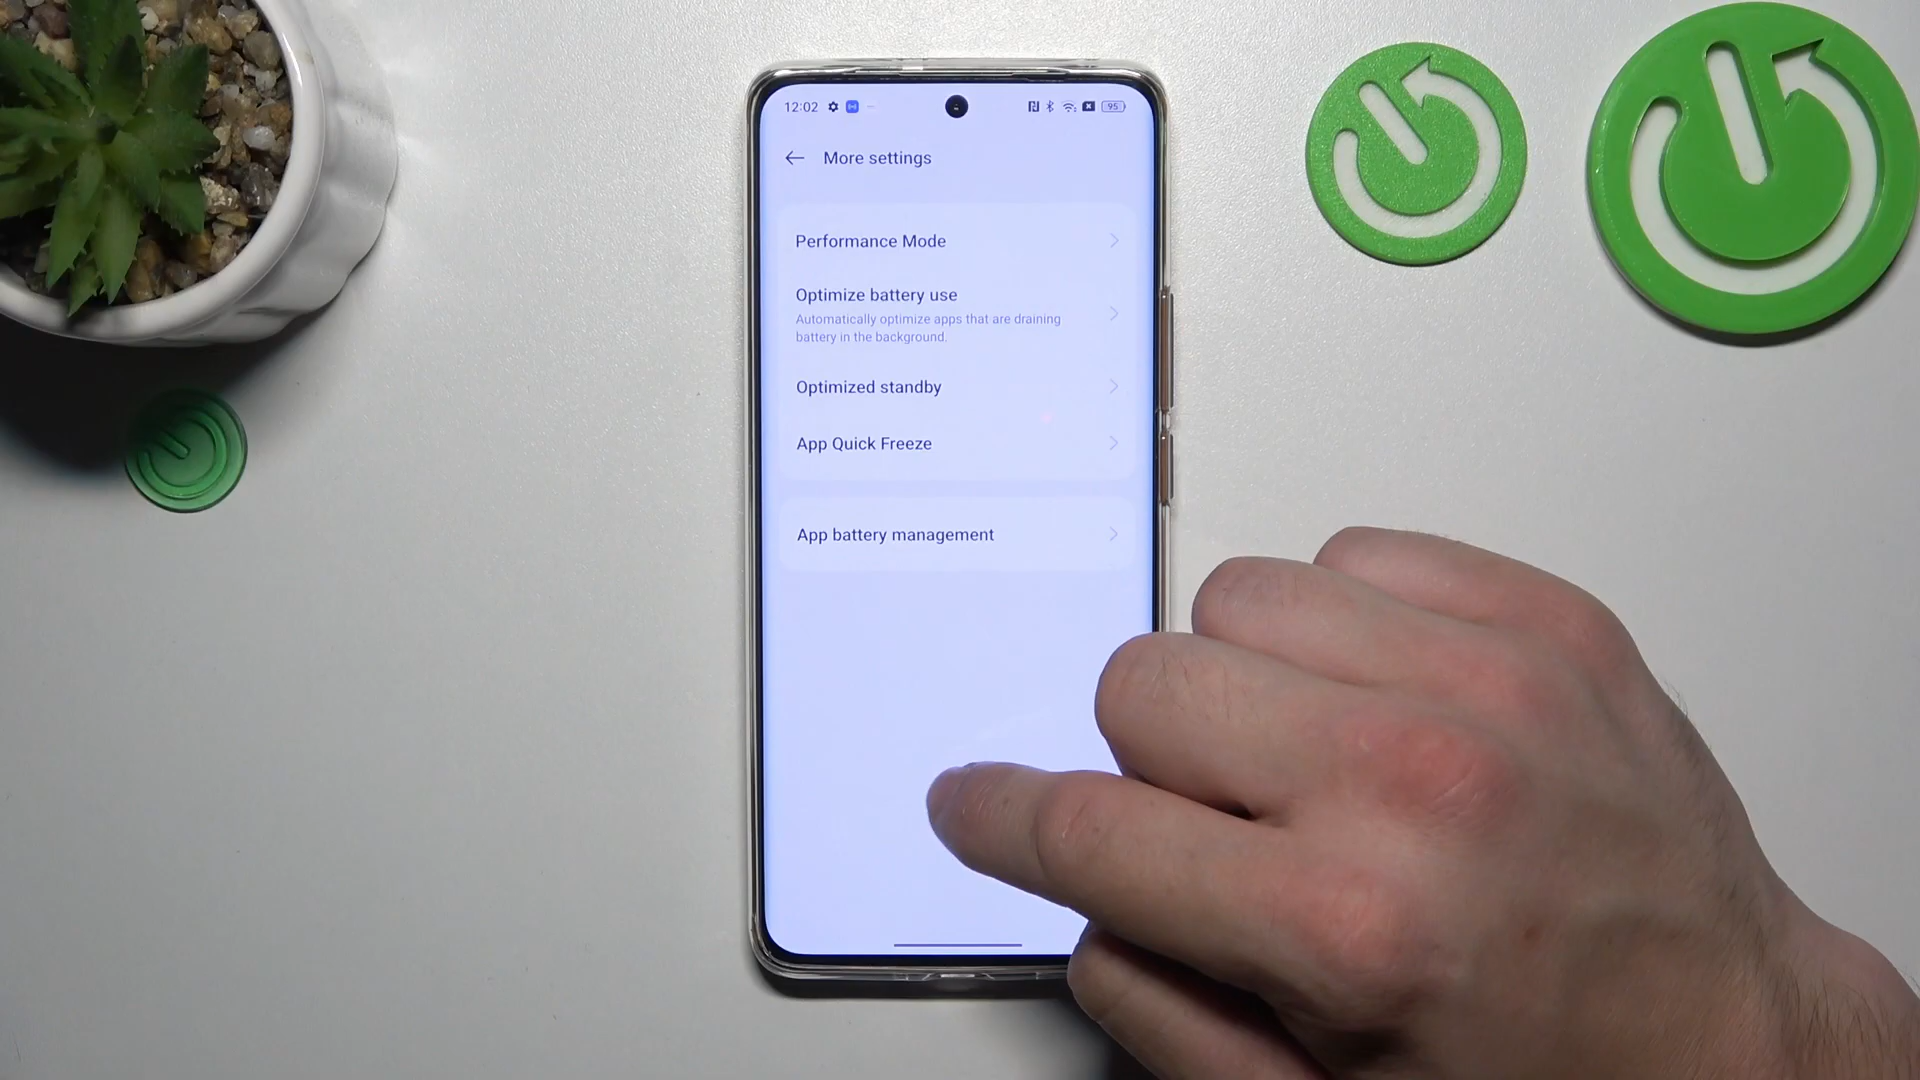 12:02
95
More settings
Performance Mode
Optimize battery use
Automatically optimize apps that are draining
battery in the background.
Optimized standby
App Quick Freeze
App battery management